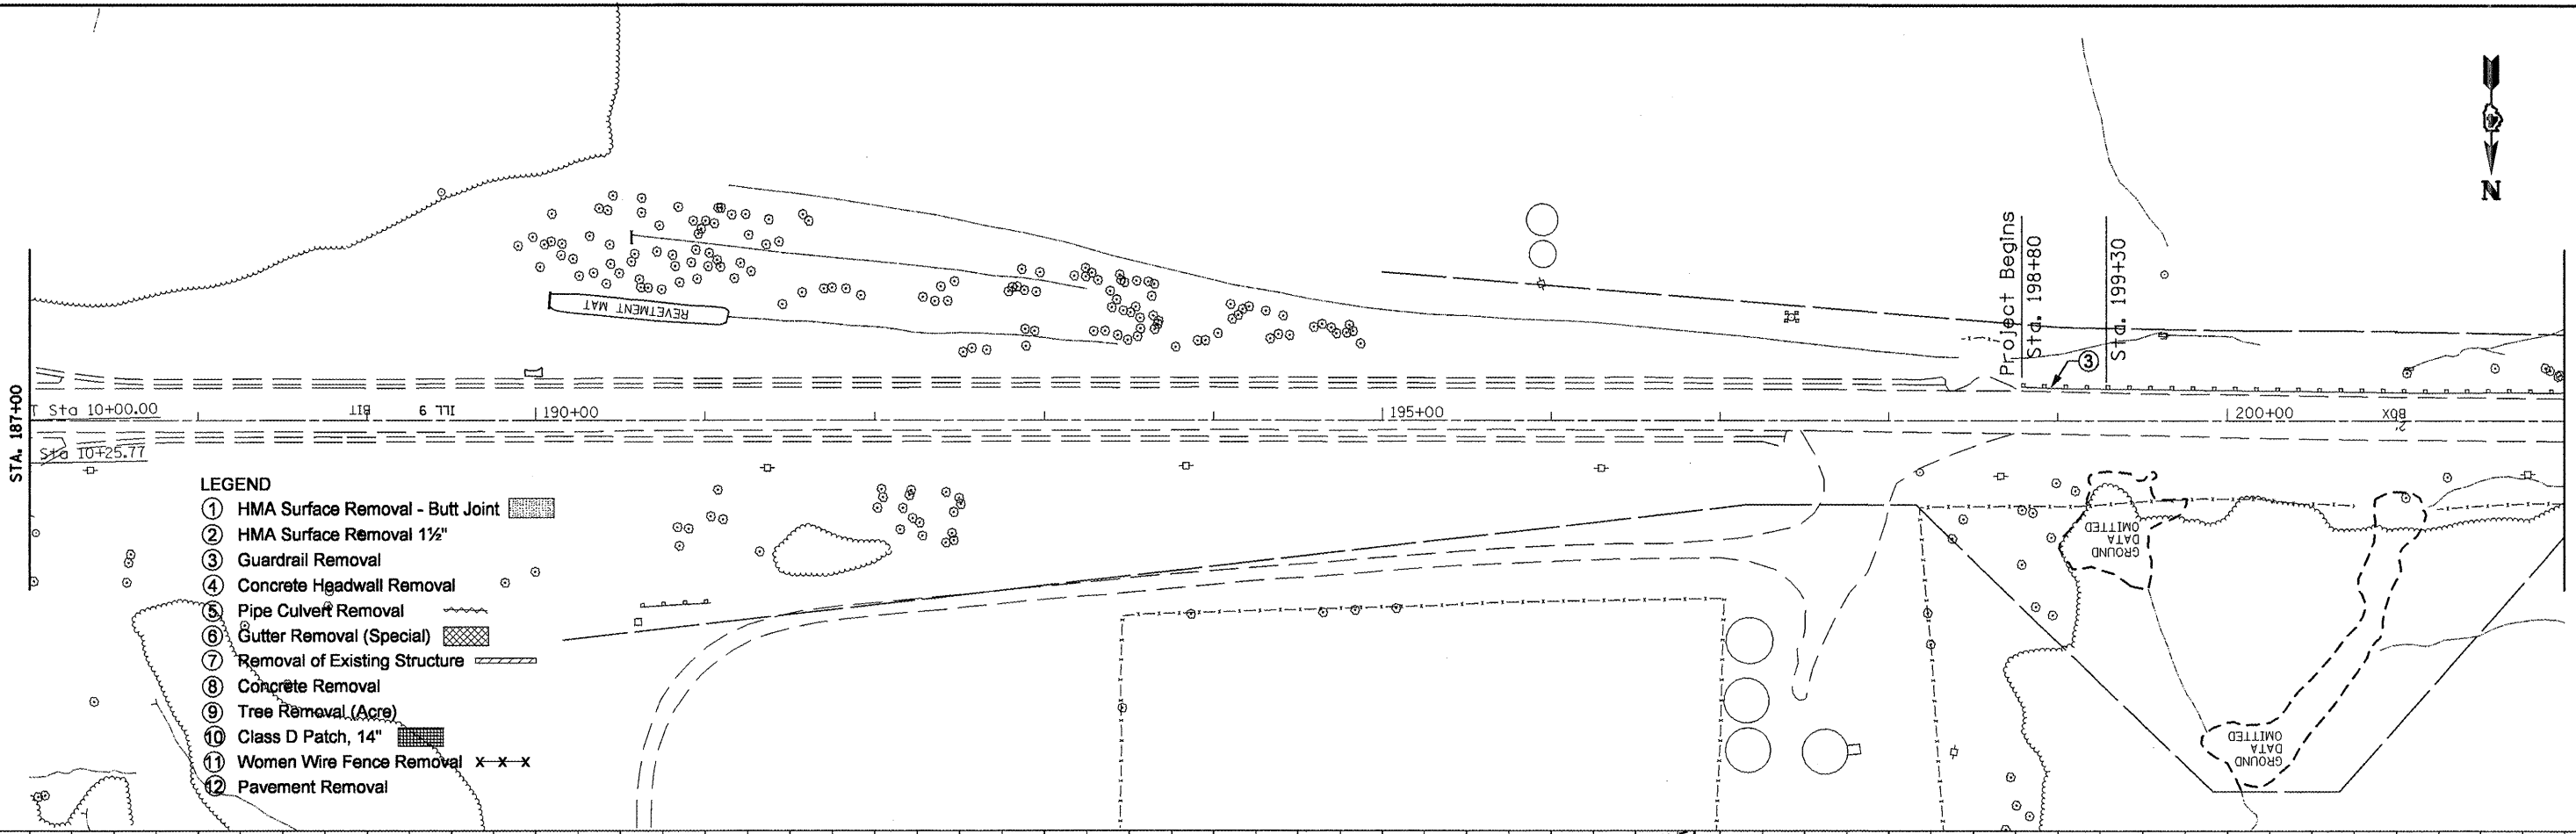 N
Project Begins
Sta. 198+80
Sta. 199+30
REVETMENT MAT
3
STA. 187+00
T Sta 10+00.00
BIT
ILL 9
190+00
195+00
200+00
BOX
2'
Sta 10+25.77
LEGEND
1 HMA Surface Removal - Butt Joint
2 HMA Surface Removal 1½"
3 Guardrail Removal
4 Concrete Headwall Removal
5 Pipe Culvert Removal
6 Gutter Removal (Special)
7 Removal of Existing Structure
8 Concrete Removal
9 Tree Removal (Acre)
10 Class D Patch, 14"
11 Women Wire Fence Removal X-X-X
12 Pavement Removal
GROUND
DATA
OMITTED
GROUND
DATA
OMITTED